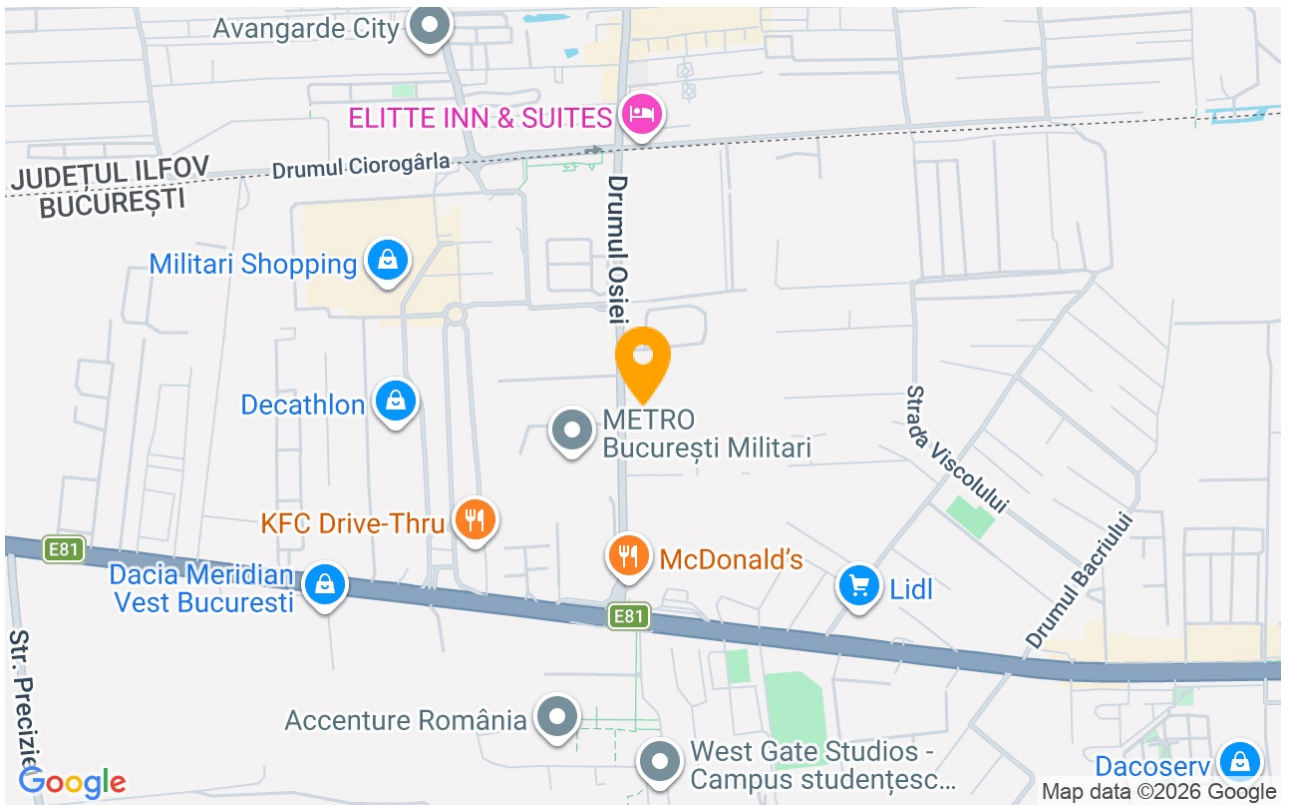 Avangarde City
ELITTE INN & SUITES
JUDEȚUL ILFOV
BUCUREȘTI
Drumul Ciorogârla
Drumul Osiei
Militari Shopping
Decathlon
METRO
București Militari
Strada Viscolului
KFC Drive-Thru
E81
Dacia Meridian
Vest Bucuresti
McDonald's
Lidl
E81
Drumul Bacriului
Str. Preciziei
Accenture România
West Gate Studios -
Campus studențesc...
Dacoserv
Google
Map data ©2026 Google